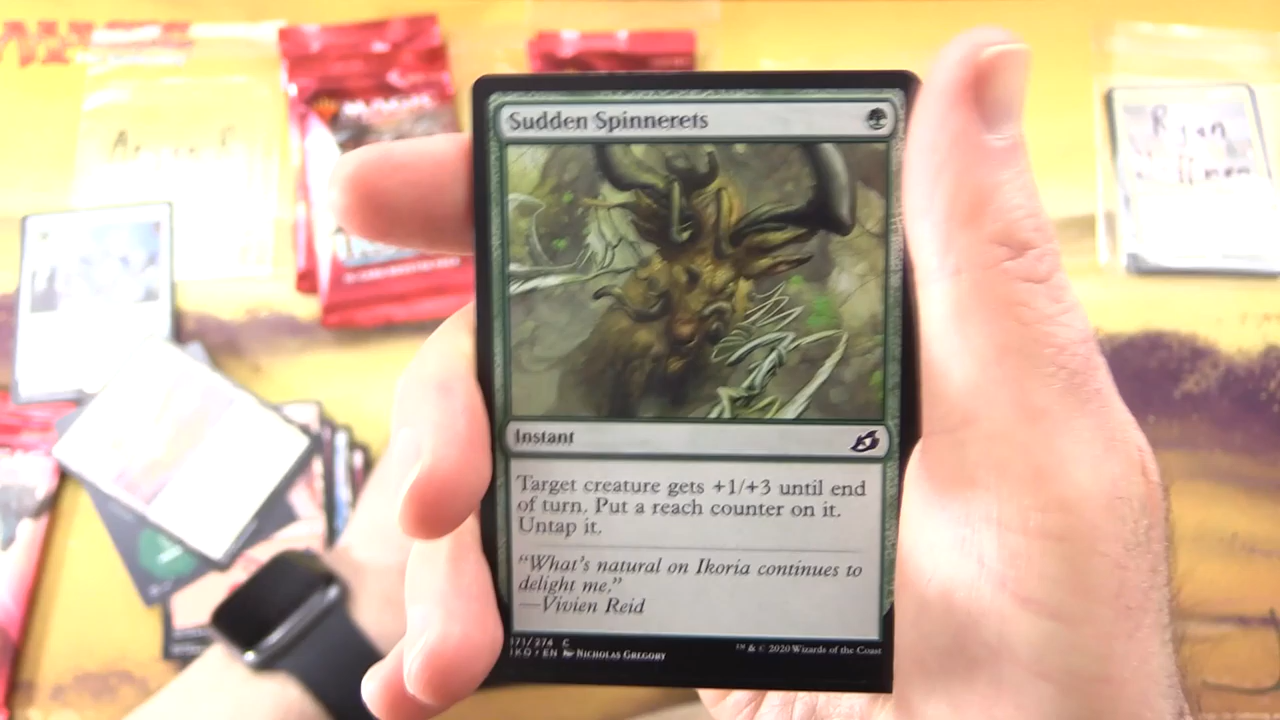 Sudden Spinnerets
Instant
Target creature gets +1/+3 until end
of turn. Put a reach counter on it.
Untap it.
“What's natural on Ikoria continues to
delight me.”
—Vivien Reid
171/274 C
IKO • EN Nicholas Gregory
™ & © 2020 Wizards of the Coast
Ryan